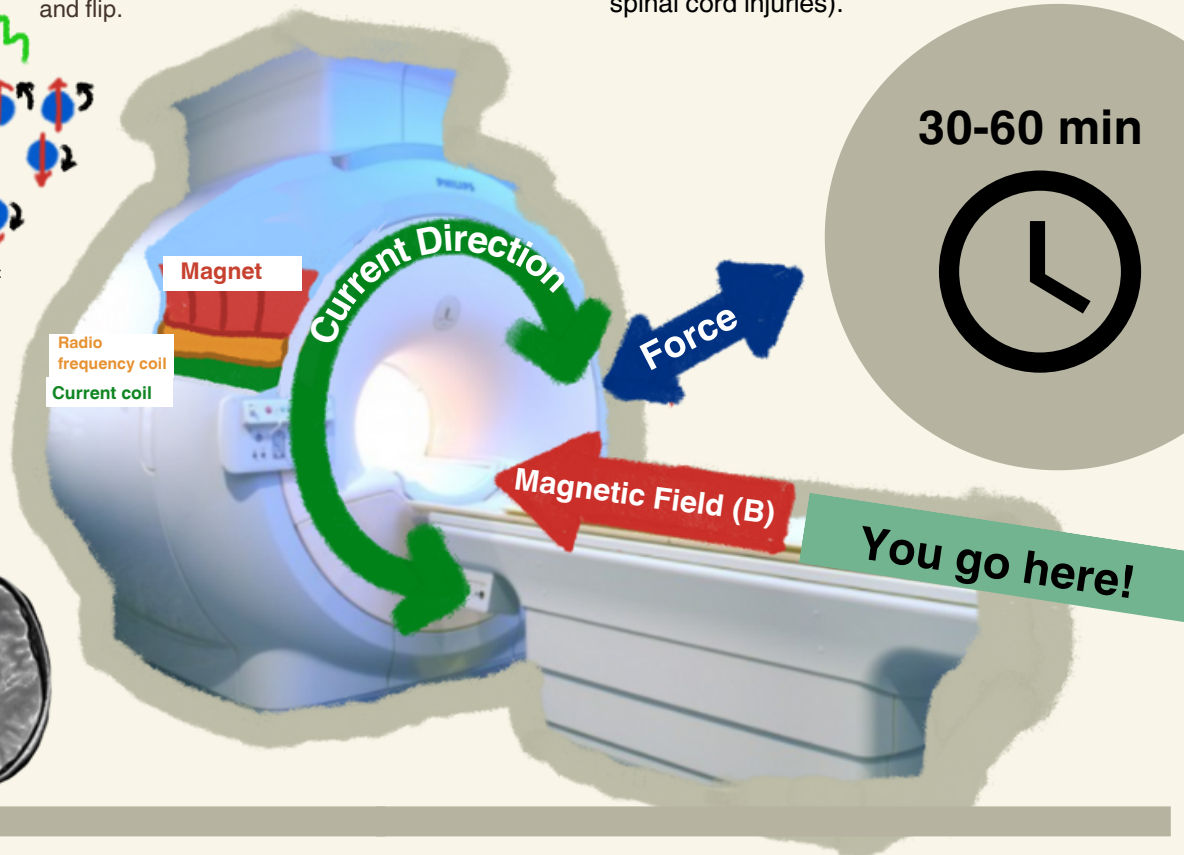 and flip.
spinal cord injuries).
30-60 min
PHILIPS
Current Direction
Magnet
Force
Radio
frequency coil
Current coil
Magnetic Field (B)
You go here!